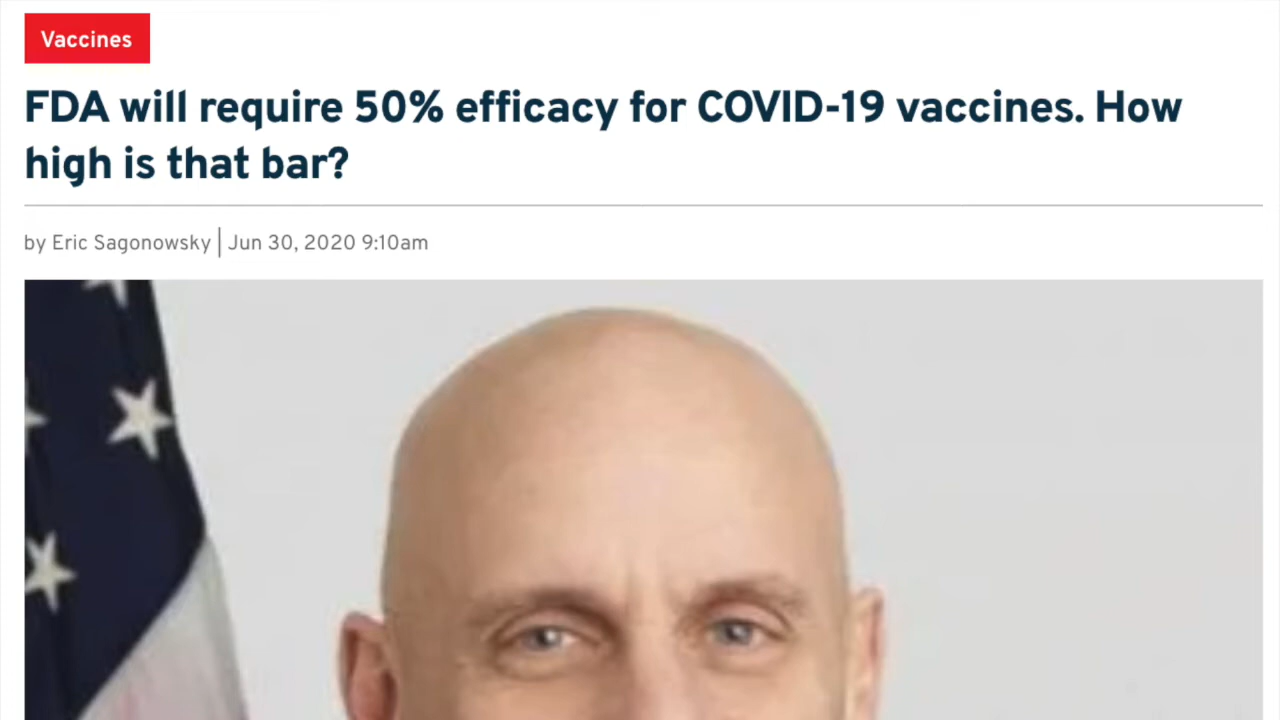 Vaccines
FDA will require 50% efficacy for COVID-19 vaccines. How
high is that bar?
by Eric Sagonowsky | Jun 30, 2020 9:10am